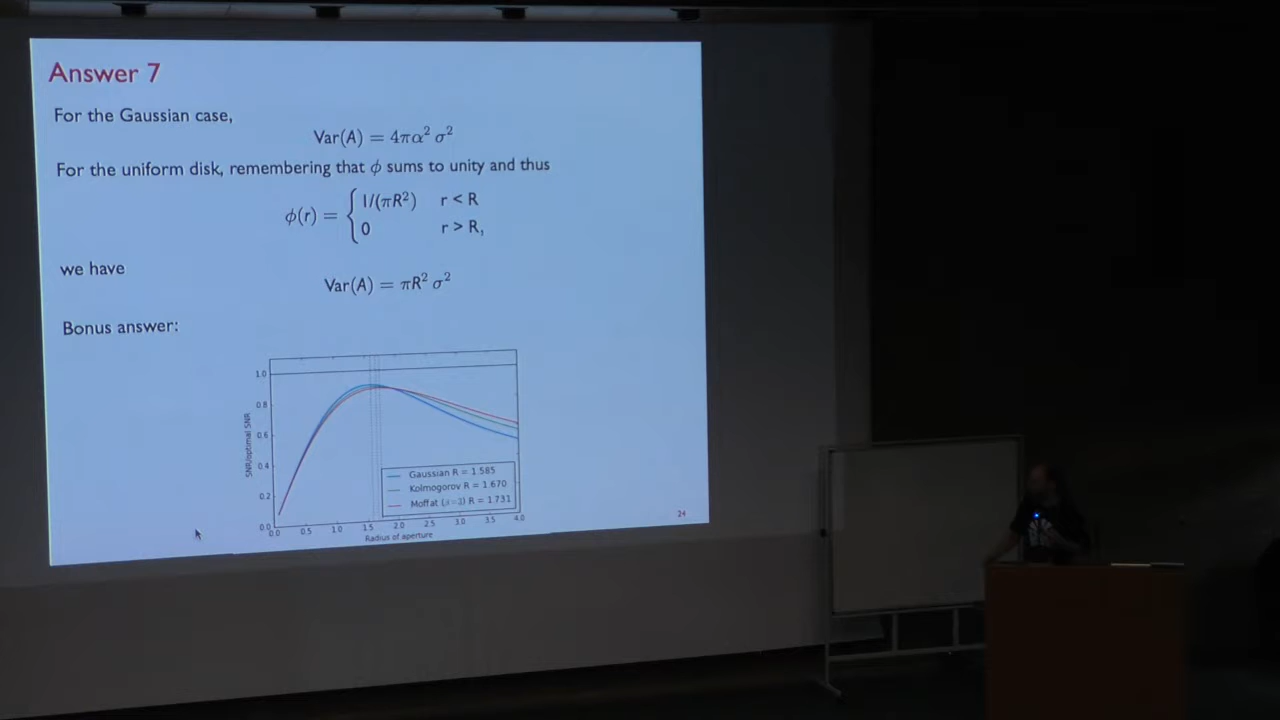 Answer 7
For the Gaussian case,
Var(A) = 4πα² σ²
For the uniform disk, remembering that ϕ sums to unity and thus
ϕ(r) = { 1/(πR²) r < R
0 r > R,
we have
Var(A) = πR² σ²
Bonus answer:
1.0
0.8
0.6
0.4
0.2
0.0
SNR/optimal SNR
Gaussian R = 1.585
Kolmogorov R = 1.670
Moffat R = 1.731
0.0 0.5 1.0 1.5 2.0 2.5 3.0 3.5 4.0
Radius of aperture
24